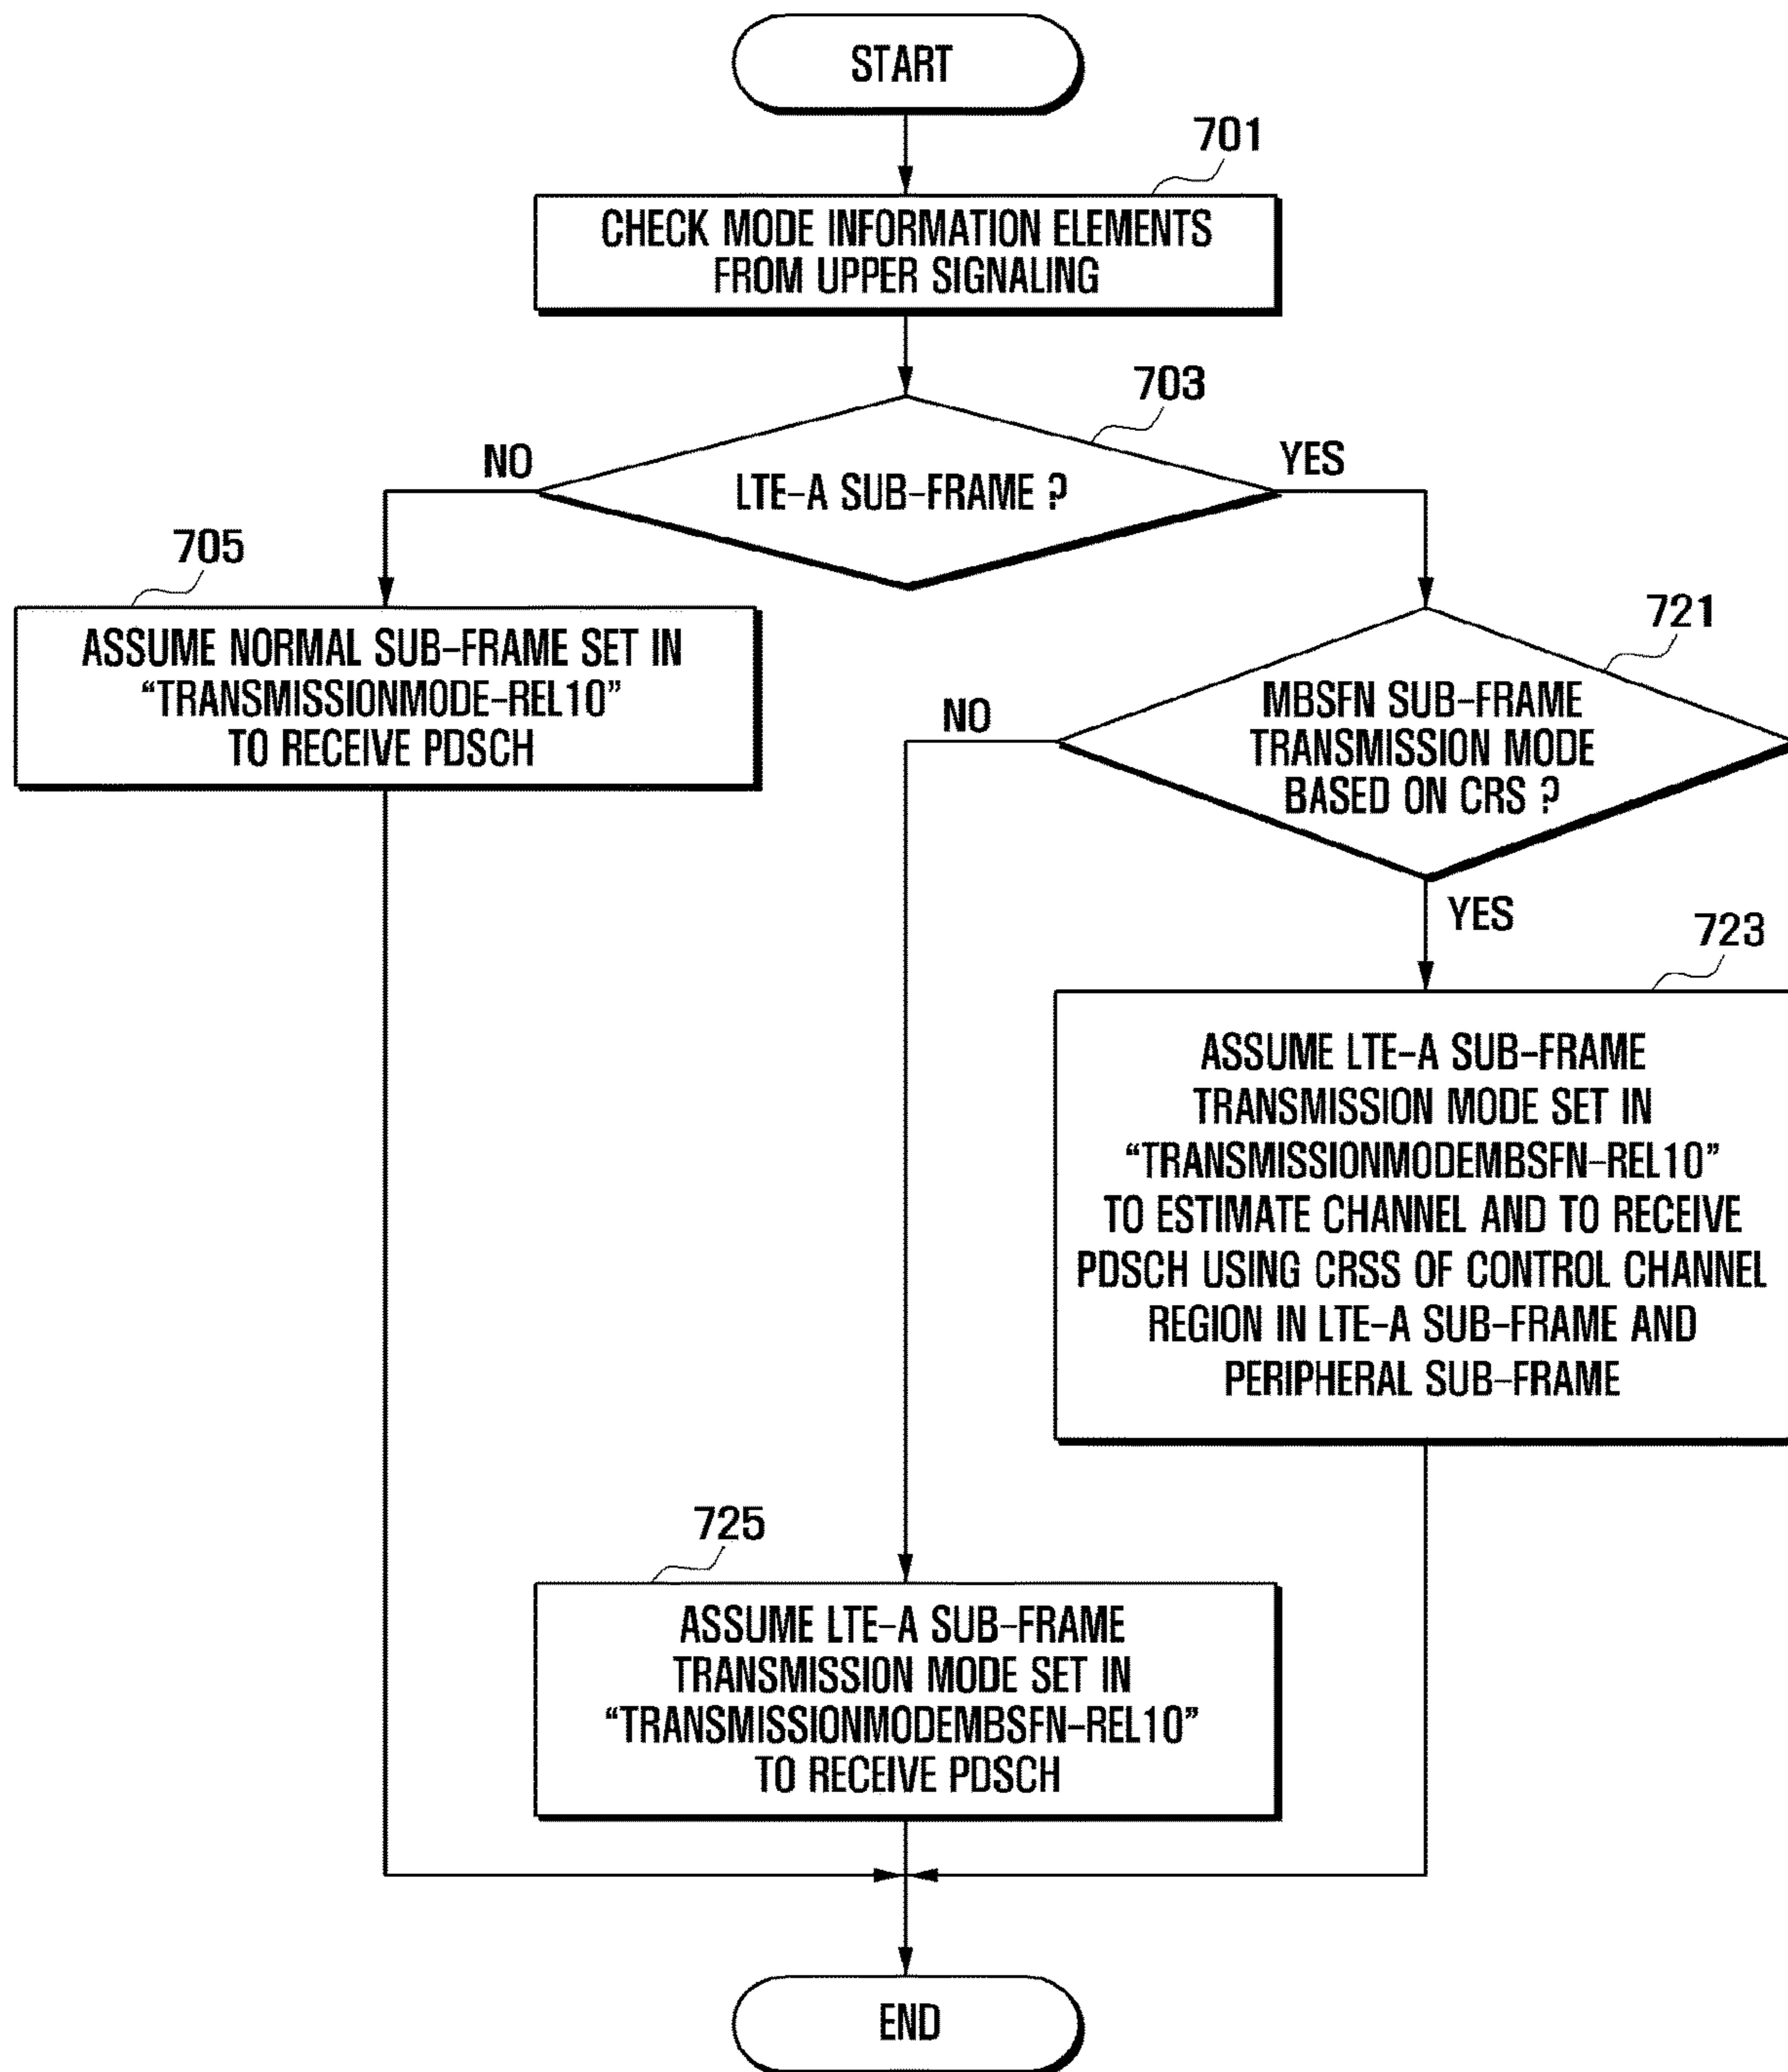 START
701
CHECK MODE INFORMATION ELEMENTS
FROM UPPER SIGNALING
703
NO
YES
LTE-A SUB-FRAME ?
705
ASSUME NORMAL SUB-FRAME SET IN
“TRANSMISSIONMODE-REL10”
TO RECEIVE PDSCH
721
NO
MBSFN SUB-FRAME
TRANSMISSION MODE
BASED ON CRS ?
YES
723
ASSUME LTE-A SUB-FRAME
TRANSMISSION MODE SET IN
“TRANSMISSIONMODEMBSFN-REL10”
TO ESTIMATE CHANNEL AND TO RECEIVE
PDSCH USING CRSS OF CONTROL CHANNEL
REGION IN LTE-A SUB-FRAME AND
PERIPHERAL SUB-FRAME
725
ASSUME LTE-A SUB-FRAME
TRANSMISSION MODE SET IN
“TRANSMISSIONMODEMBSFN-REL10”
TO RECEIVE PDSCH
END